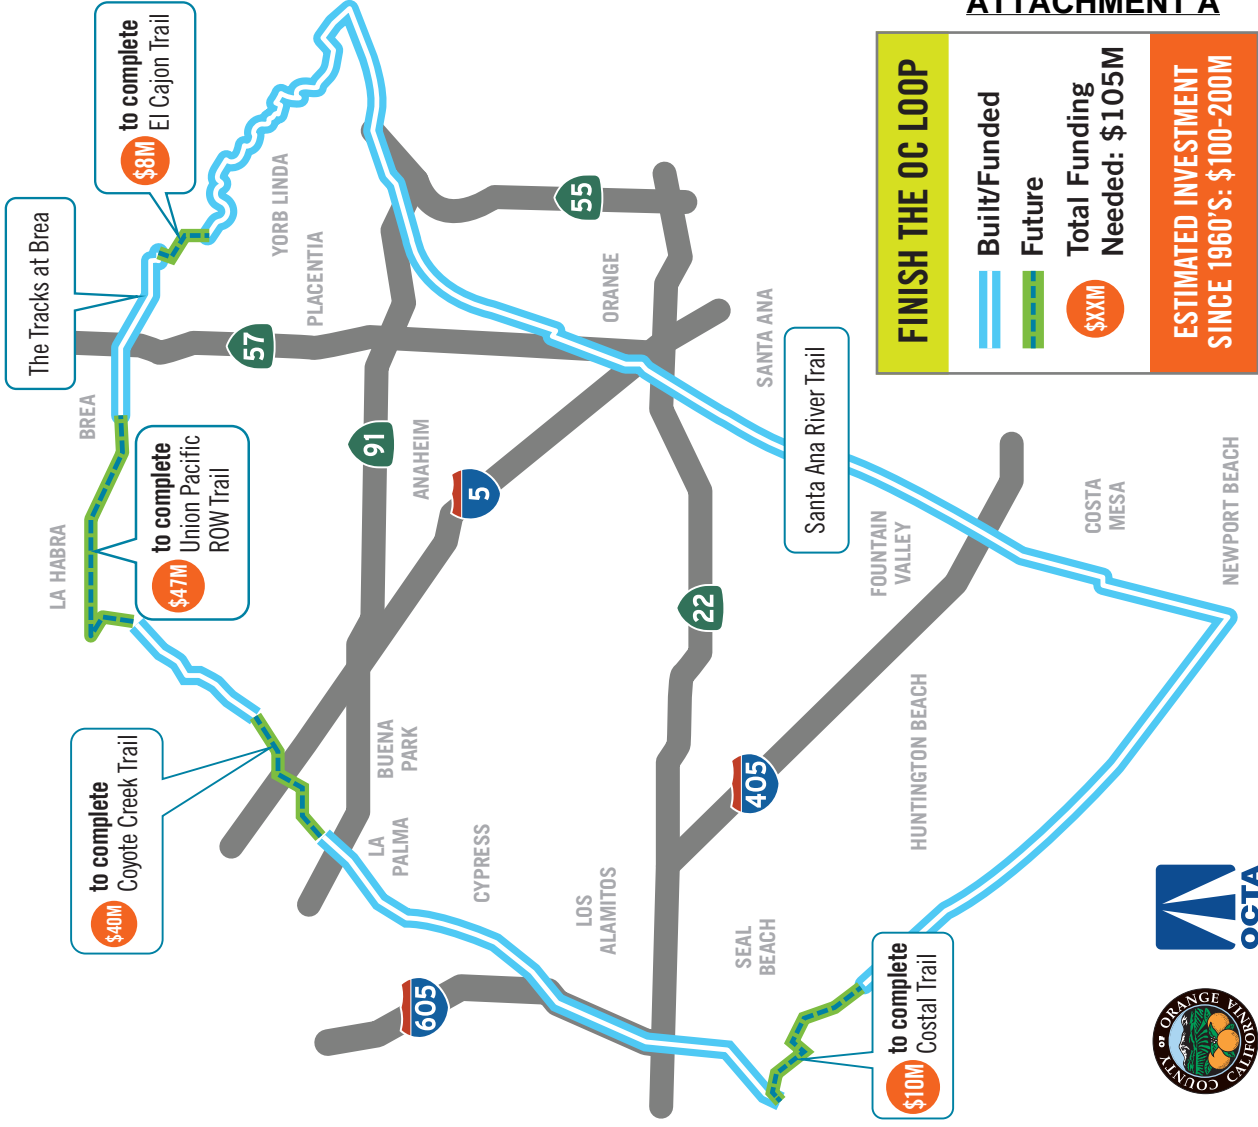 ATTACHMENT A
FINISH THE OC LOOP
Built/Funded
Future
$XXM
Total Funding
Needed: $105M
ESTIMATED INVESTMENT
SINCE 1960'S: $100-200M
$40M
to complete
Coyote Creek Trail
$47M
to complete
Union Pacific
ROW Trail
The Tracks at Brea
$8M
to complete
El Cajon Trail
LA HABRA
BREA
YORB LINDA
PLACENTIA
57
91
ANAHEIM
5
55
ORANGE
SANTA ANA
Santa Ana River Trail
BUENA
PARK
LA
PALMA
CYPRESS
LOS
ALAMITOS
605
22
405
SEAL
BEACH
FOUNTAIN
VALLEY
HUNTINGTON BEACH
COSTA
MESA
NEWPORT BEACH
$10M
to complete
Costal Trail
COUNTY OF ORANGE
CALIFORNIA
OCTA